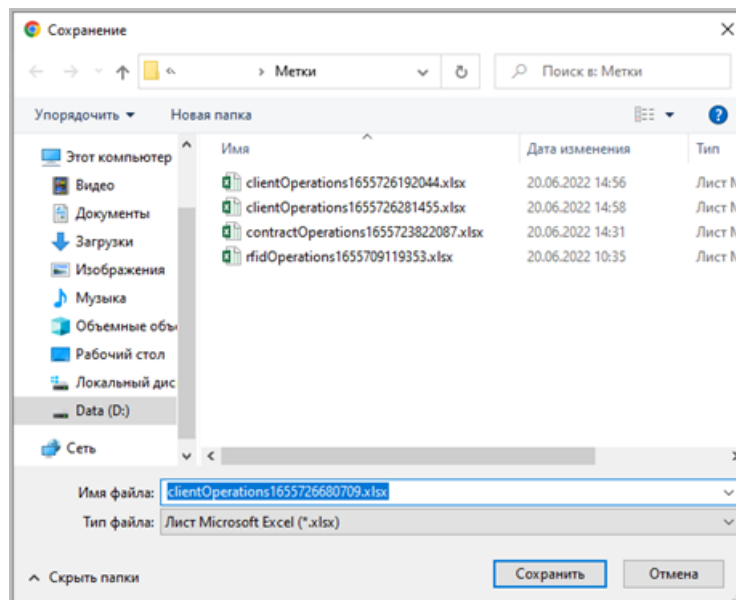 Сохранение
« › Метки
Поиск в: Метки
Упорядочить
Новая папка
Этот компьютер
Видео
Документы
Загрузки
Изображения
Музыка
Объемные объ
Рабочий стол
Локальный дис
Data (D:)
Сеть
Имя Дата изменения Тип
clientOperations1655726192044.xlsx 20.06.2022 14:56 Лист М
clientOperations1655726281455.xlsx 20.06.2022 14:58 Лист М
contractOperations1655723822087.xlsx 20.06.2022 14:31 Лист М
rfidOperations1655709119353.xlsx 20.06.2022 10:35 Лист М
Имя файла: clientOperations1655726680709.xlsx
Тип файла: Лист Microsoft Excel (*.xlsx)
Скрыть папки
Сохранить
Отмена